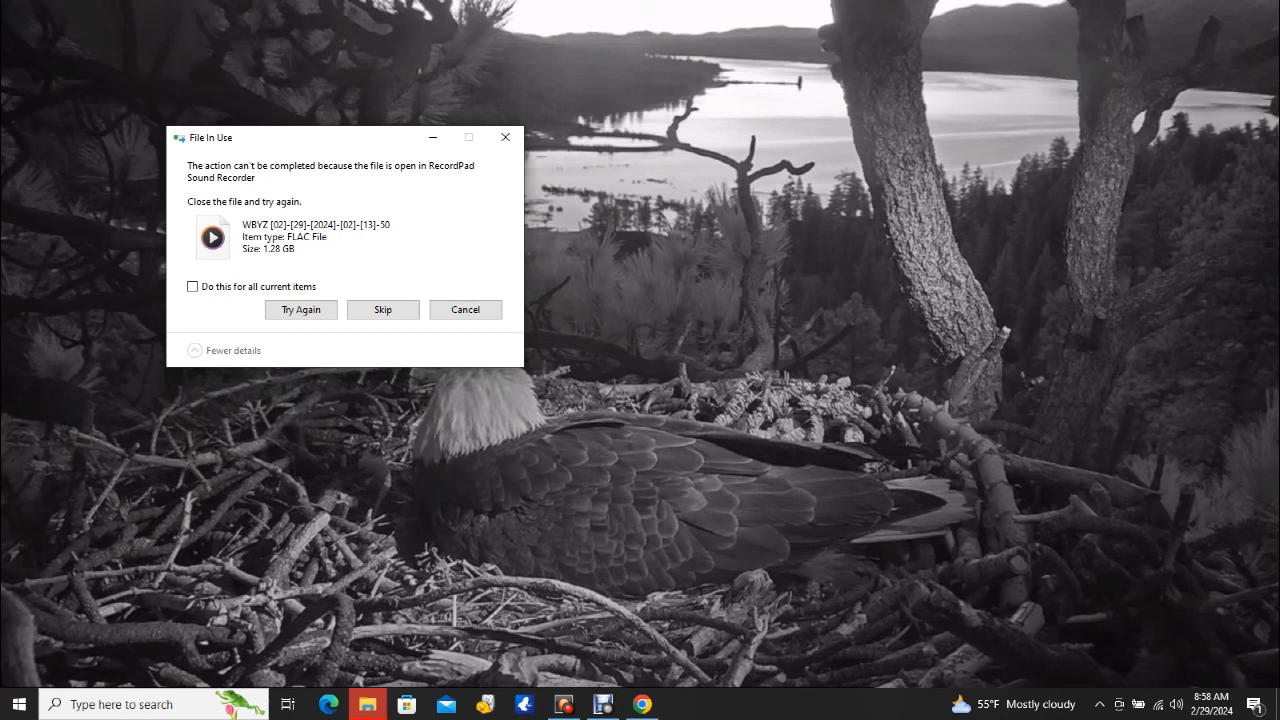 File In Use
The action can't be completed because the file is open in RecordPad
Sound Recorder
Close the file and try again.
WBYZ [02]-[29]-[2024]-[02]-[13]-50
Item type: FLAC File
Size: 1.28 GB
Do this for all current items
Try Again Skip Cancel
Fewer details
Type here to search
55°F Mostly cloudy
8:58 AM
2/29/2024
1